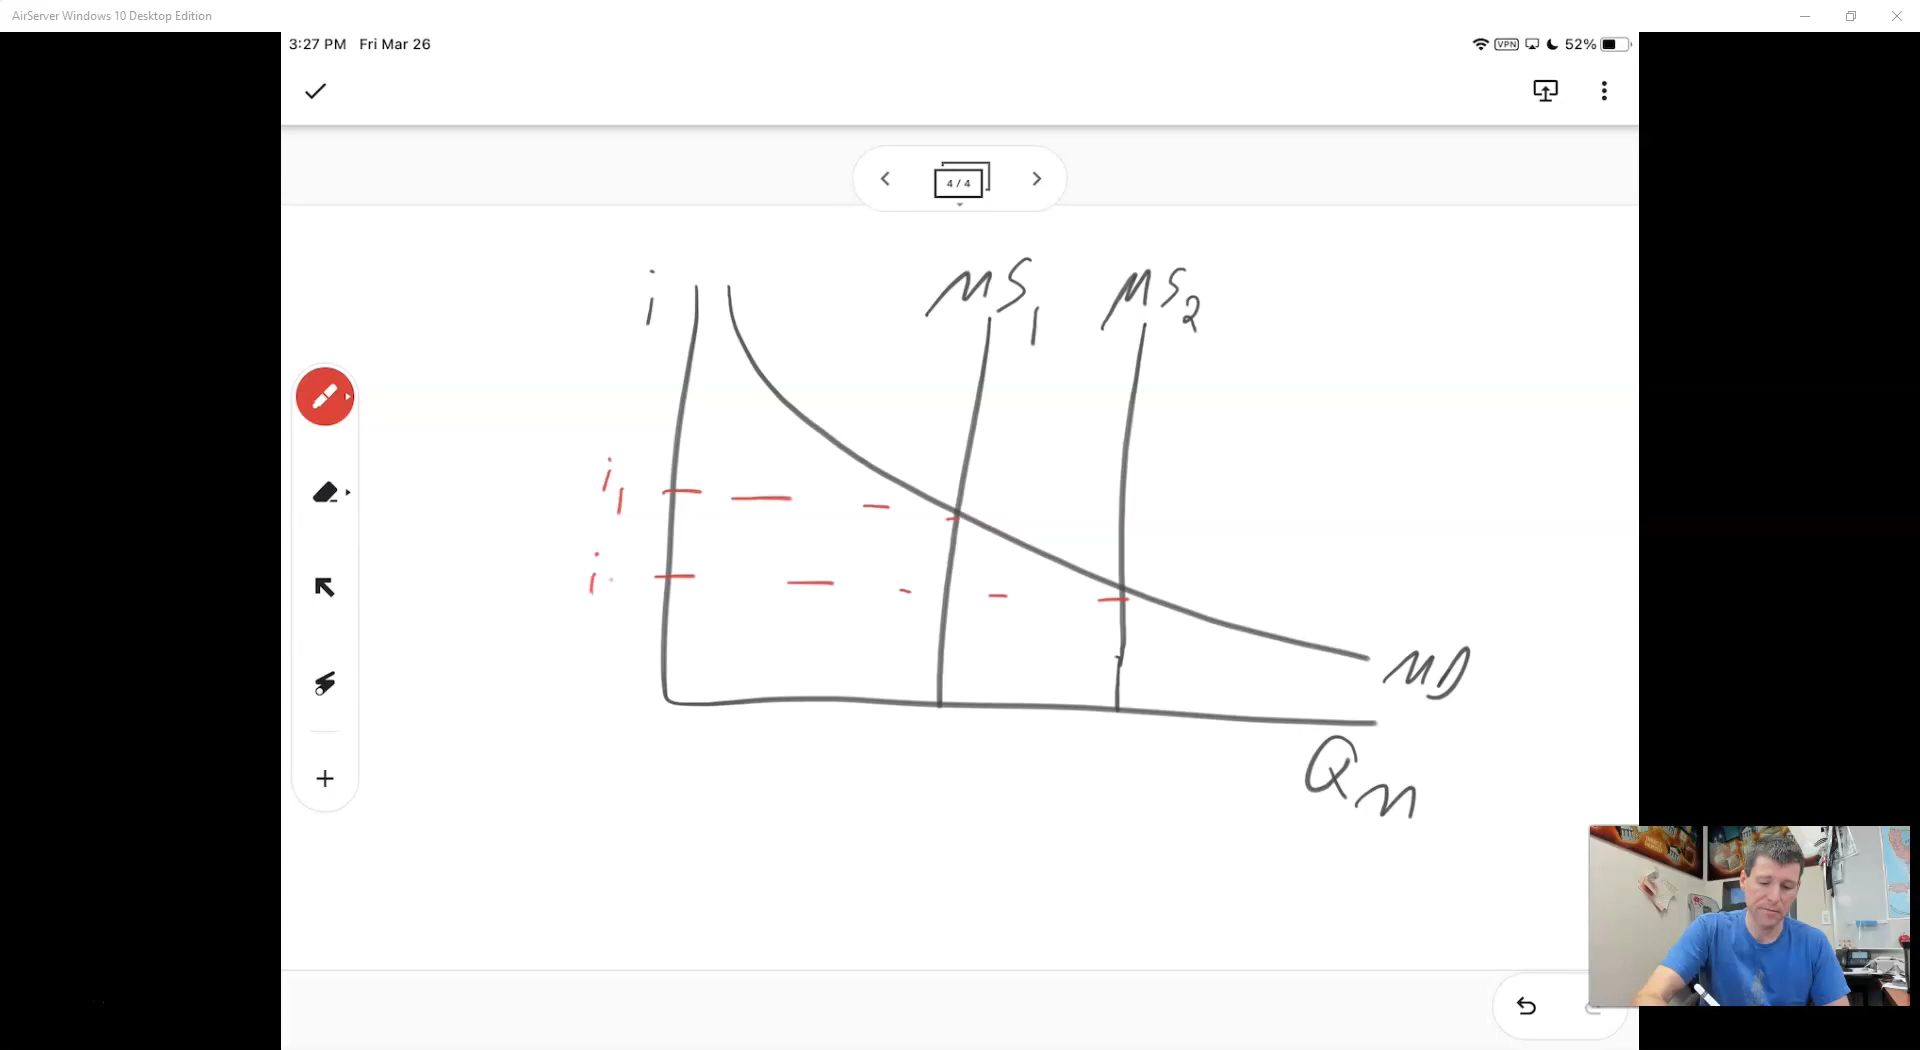 AirServer Windows 10 Desktop Edition
3:27 PM Fri Mar 26
VPN 52%
4 / 4
i MS1 MS2
i1
i
MD
QM